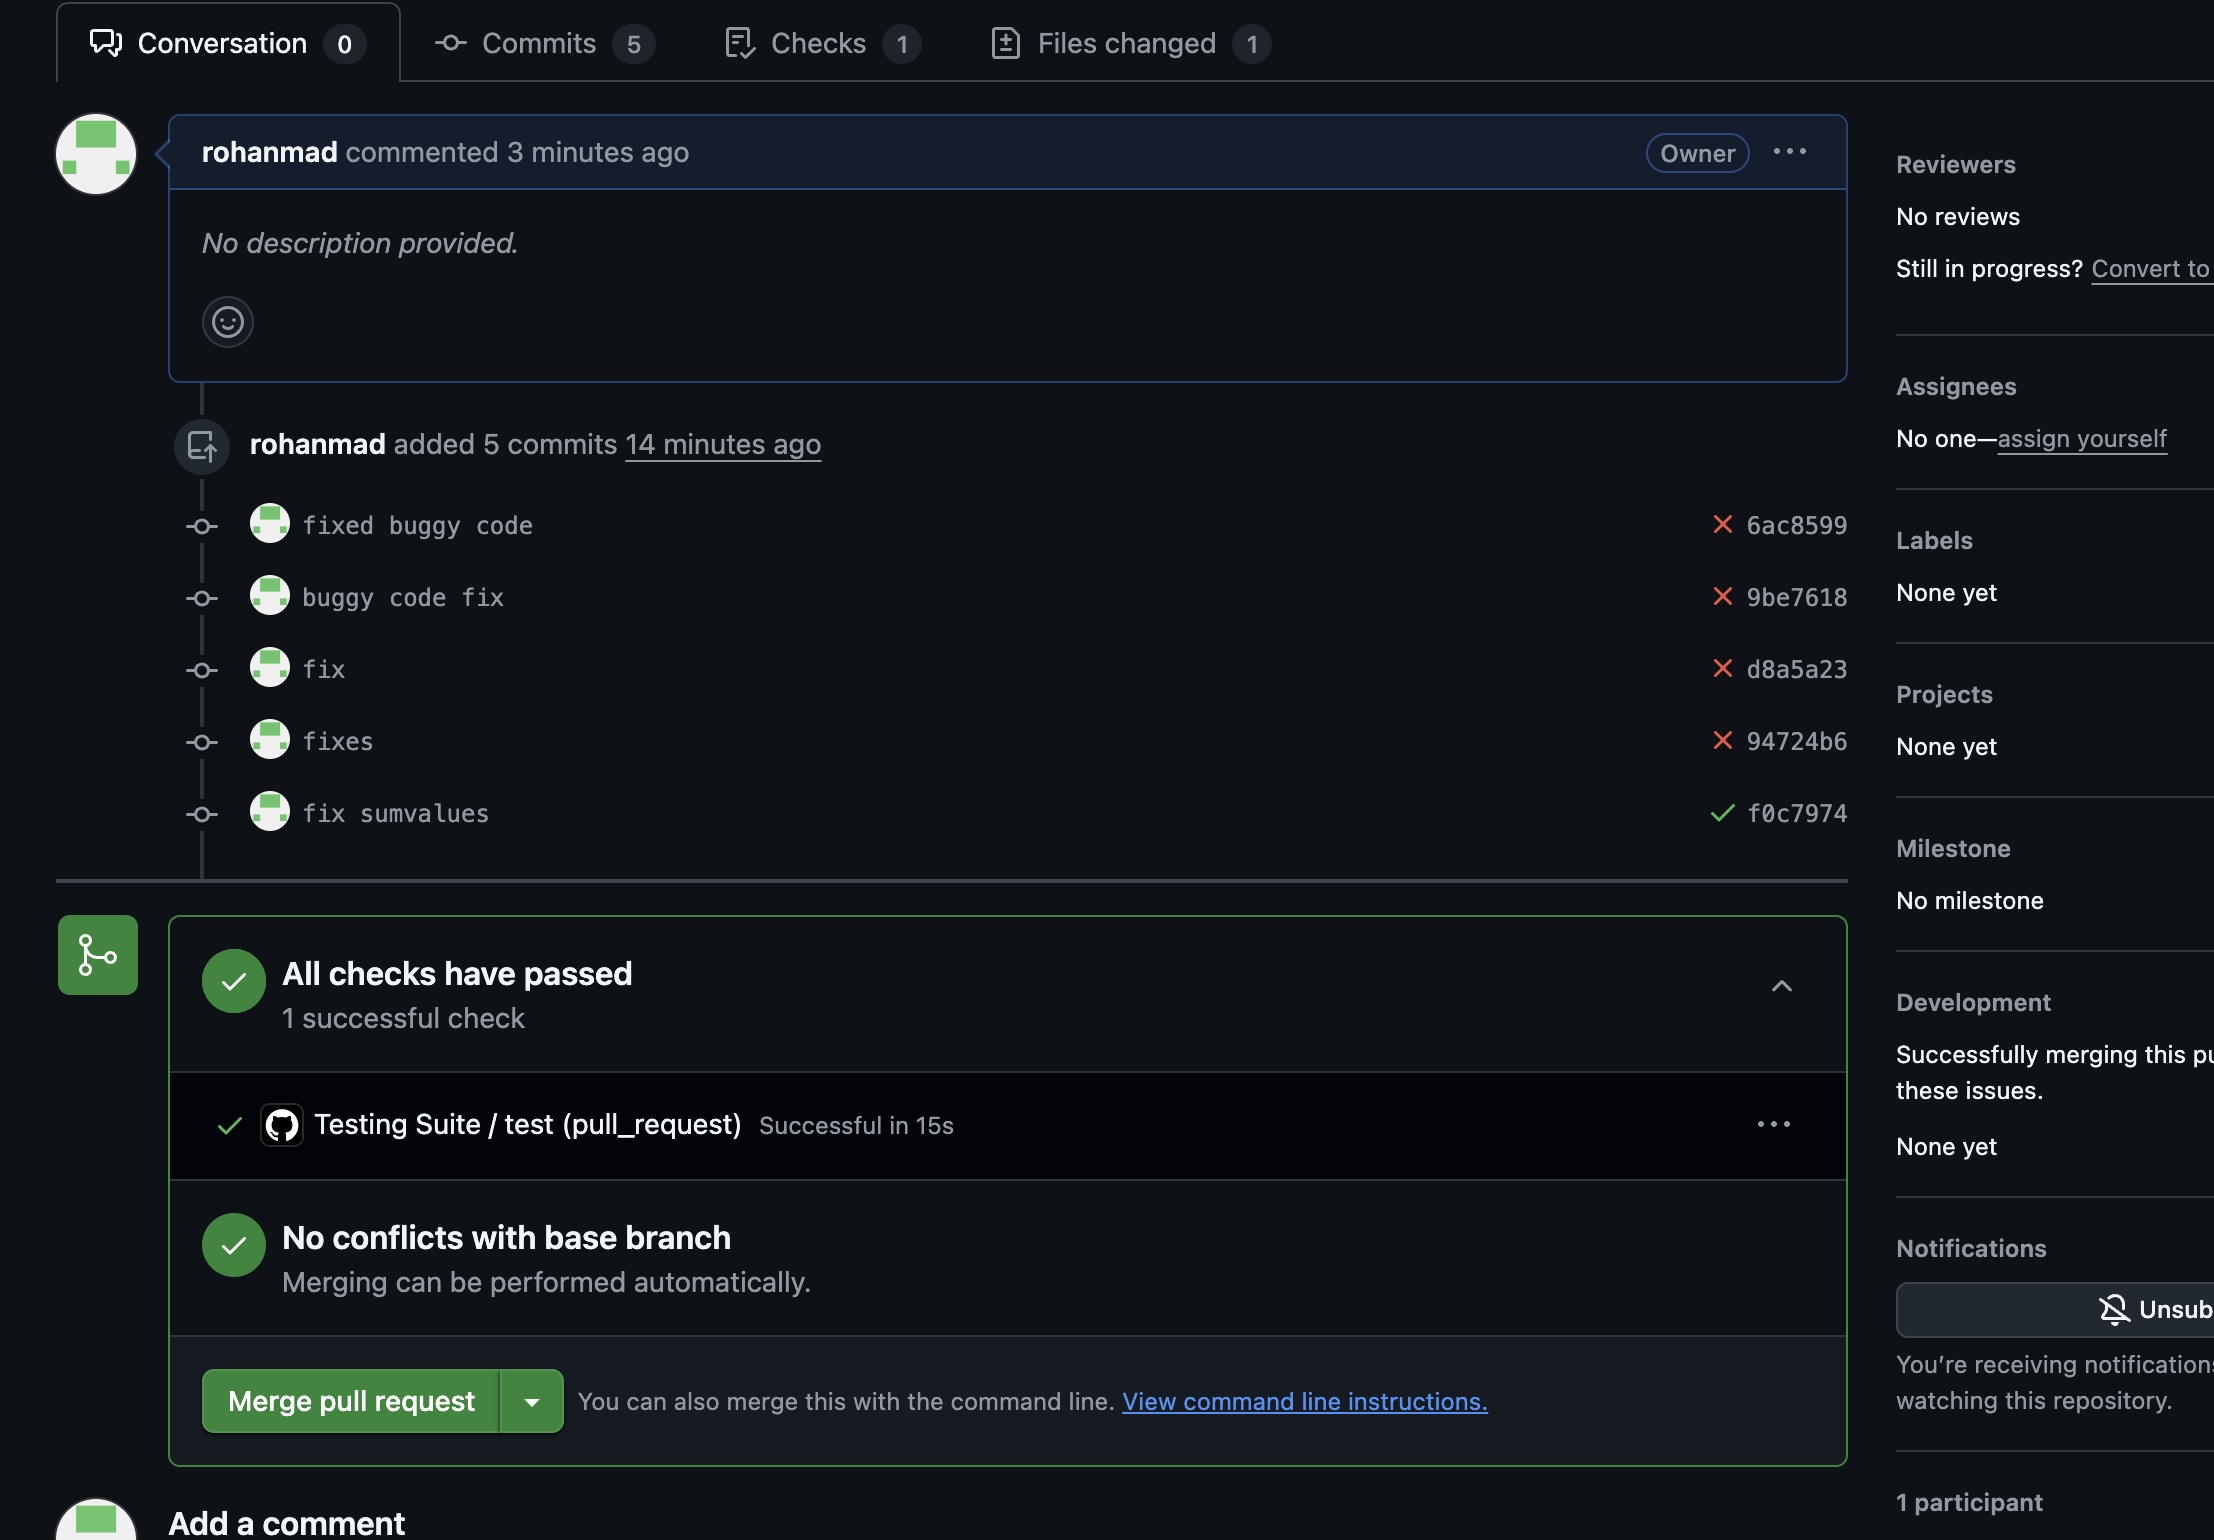 Conversation 0 Commits 5 Checks 1 Files changed 1
rohanmad commented 3 minutes ago Owner
No description provided.
rohanmad added 5 commits 14 minutes ago
fixed buggy code 6ac8599
buggy code fix 9be7618
fix d8a5a23
fixes 94724b6
fix sumvalues f0c7974
All checks have passed
1 successful check
Testing Suite / test (pull_request) Successful in 15s
No conflicts with base branch
Merging can be performed automatically.
Merge pull request You can also merge this with the command line. View command line instructions.
Add a comment
Reviewers
No reviews
Still in progress? Convert to
Assignees
No one—assign yourself
Labels
None yet
Projects
None yet
Milestone
No milestone
Development
Successfully merging this pu
these issues.
None yet
Notifications
Unsub
You're receiving notifications
watching this repository.
1 participant